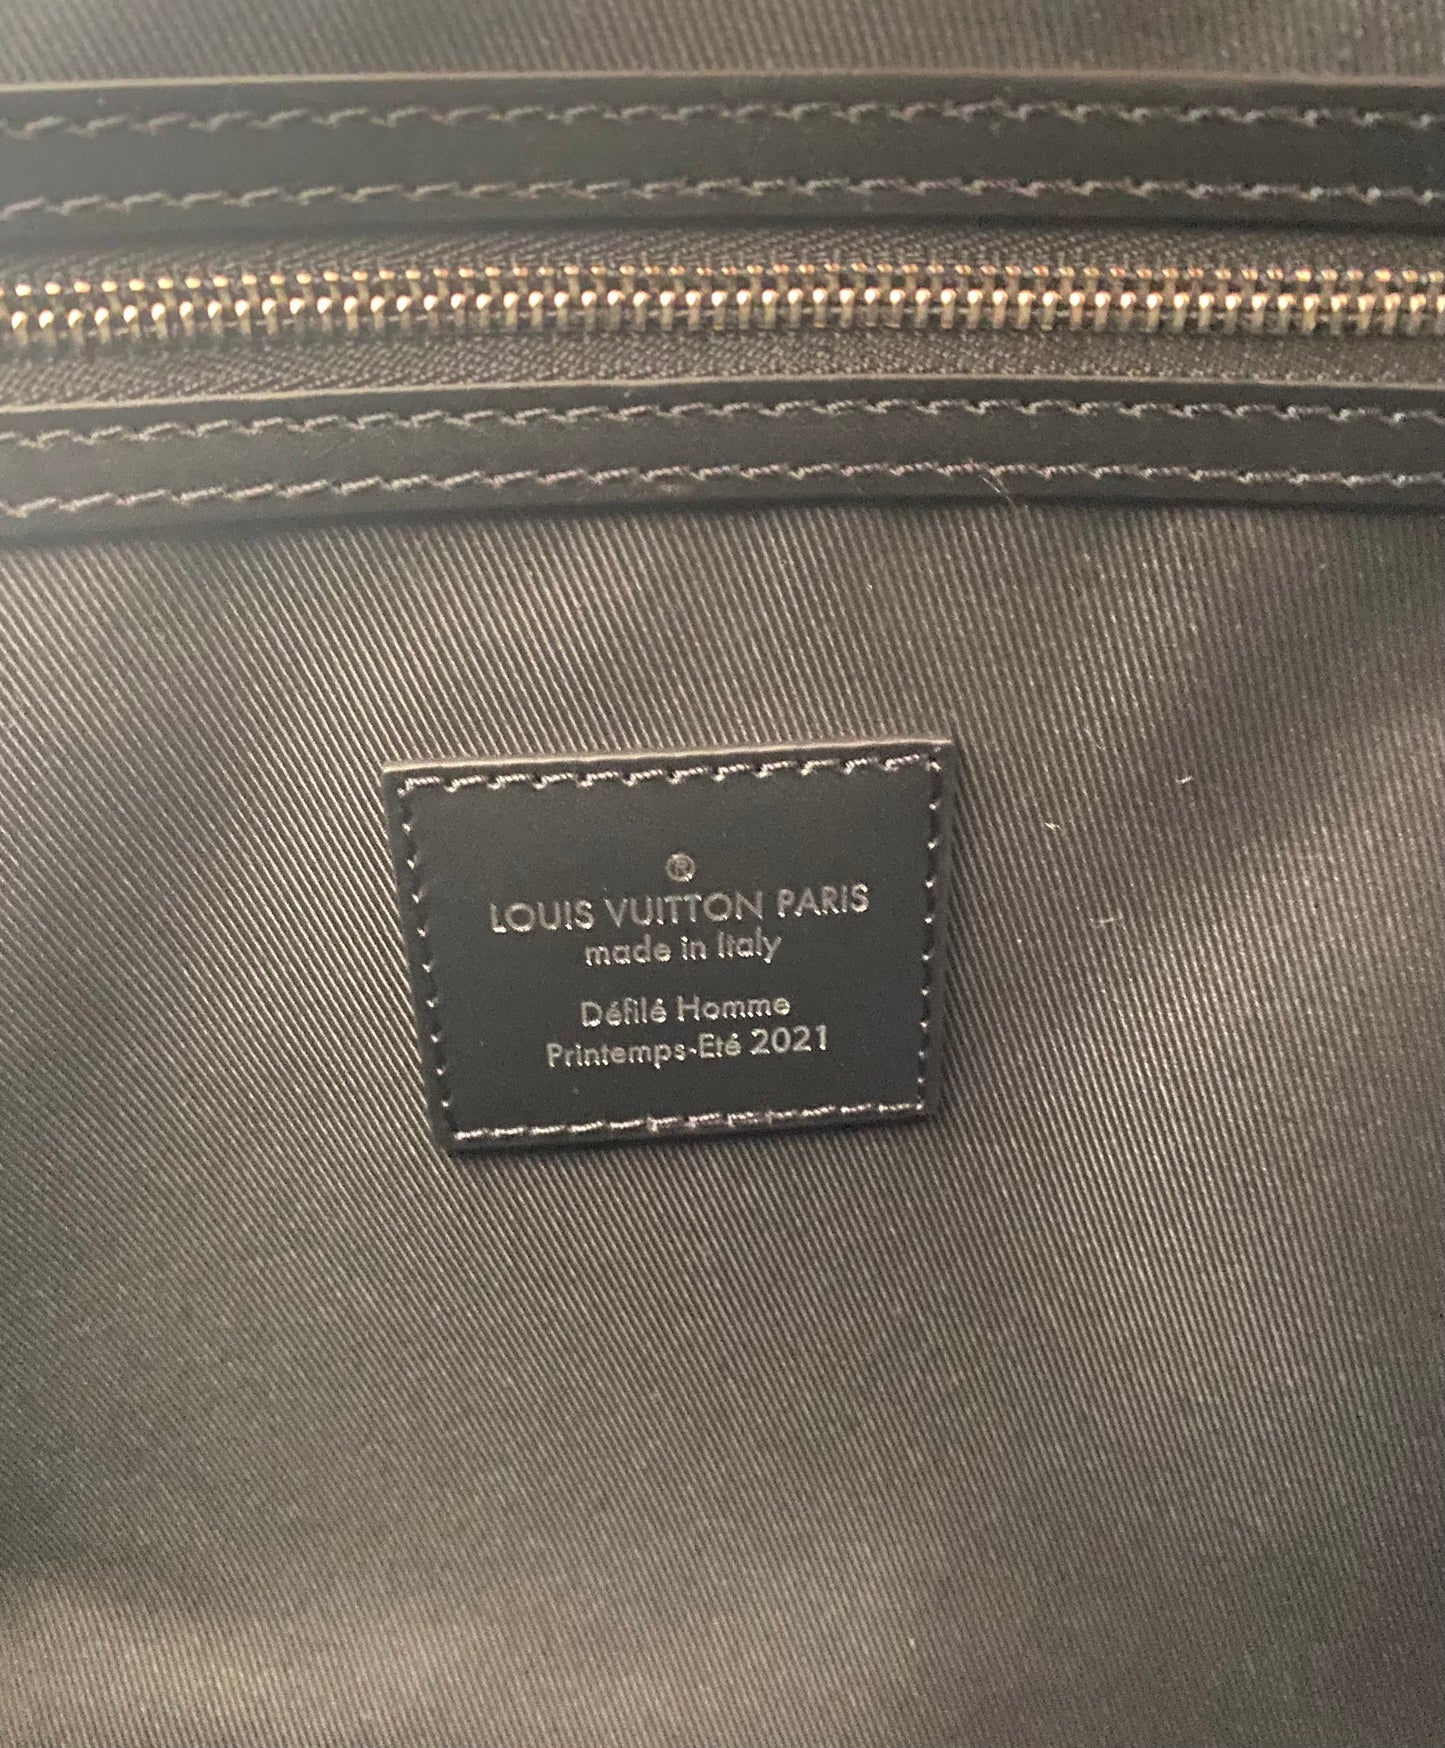 ®
LOUIS VUITTON PARIS
made in Italy
Défilé Homme
Printemps-Eté 2021